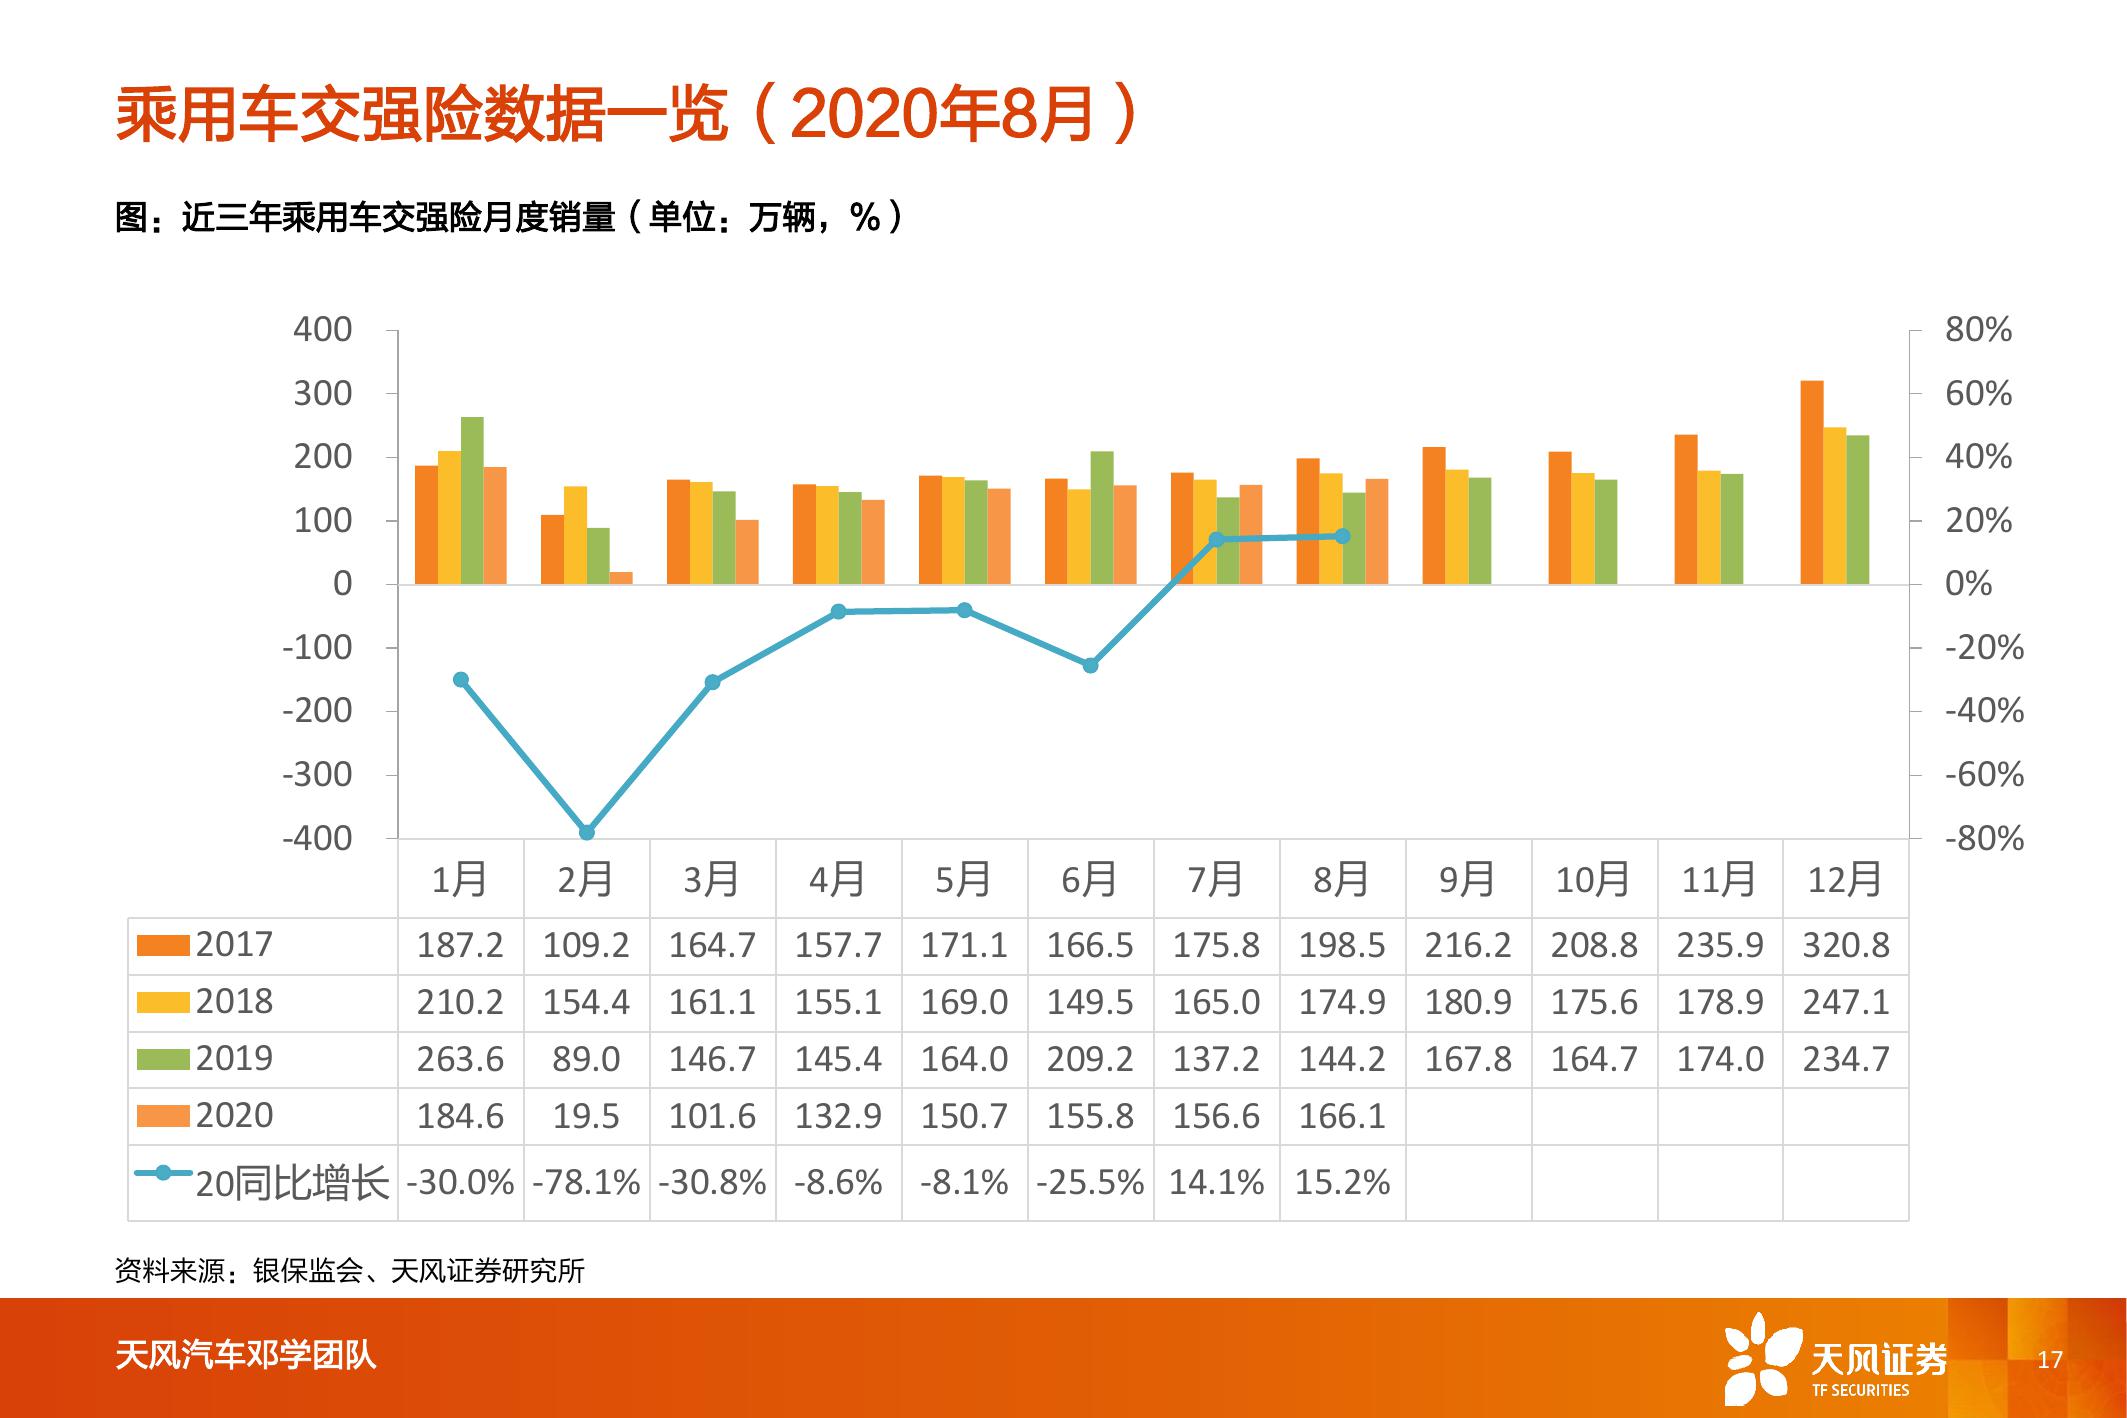 乘用车交强险数据一览（2020年8月）
图：近三年乘用车交强险月度销量（单位：万辆，%）
400 80%
300 60%
200 40%
100 20%
0 0%
-100 -20%
-200 -40%
-300 -60%
-400 -80%
1月 2月 3月 4月 5月 6月 7月 8月 9月 10月 11月 12月
2017 187.2 109.2 164.7 157.7 171.1 166.5 175.8 198.5 216.2 208.8 235.9 320.8
2018 210.2 154.4 161.1 155.1 169.0 149.5 165.0 174.9 180.9 175.6 178.9 247.1
2019 263.6 89.0 146.7 145.4 164.0 209.2 137.2 144.2 167.8 164.7 174.0 234.7
2020 184.6 19.5 101.6 132.9 150.7 155.8 156.6 166.1
20同比增长 -30.0% -78.1% -30.8% -8.6% -8.1% -25.5% 14.1% 15.2%
资料来源：银保监会、天风证券研究所
天风汽车邓学团队
天风证券
TF SECURITIES
17